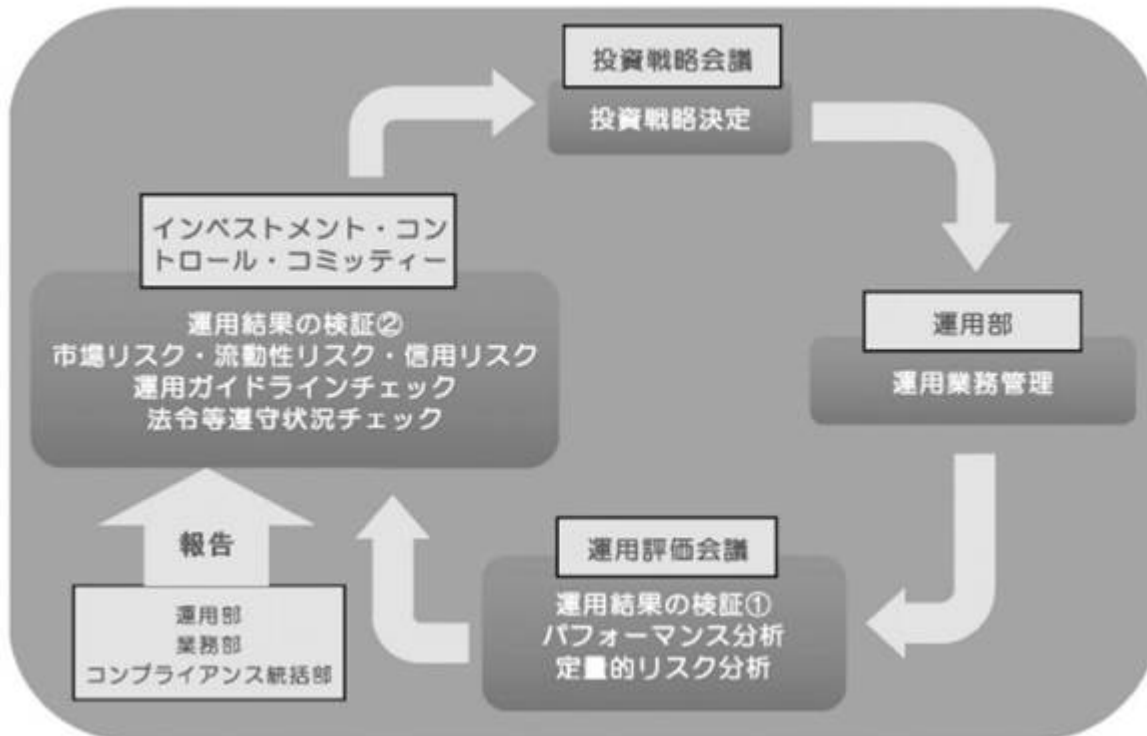 投資戦略会議
投資戦略決定
運用部
運用業務管理
運用評価会議
運用結果の検証①
パフォーマンス分析
定量的リスク分析
インベストメント・コン
トロール・コミッティー
運用結果の検証②
市場リスク・流動性リスク・信用リスク
運用ガイドラインチェック
法令等遵守状況チェック
報告
運用部
業務部
コンプライアンス統括部